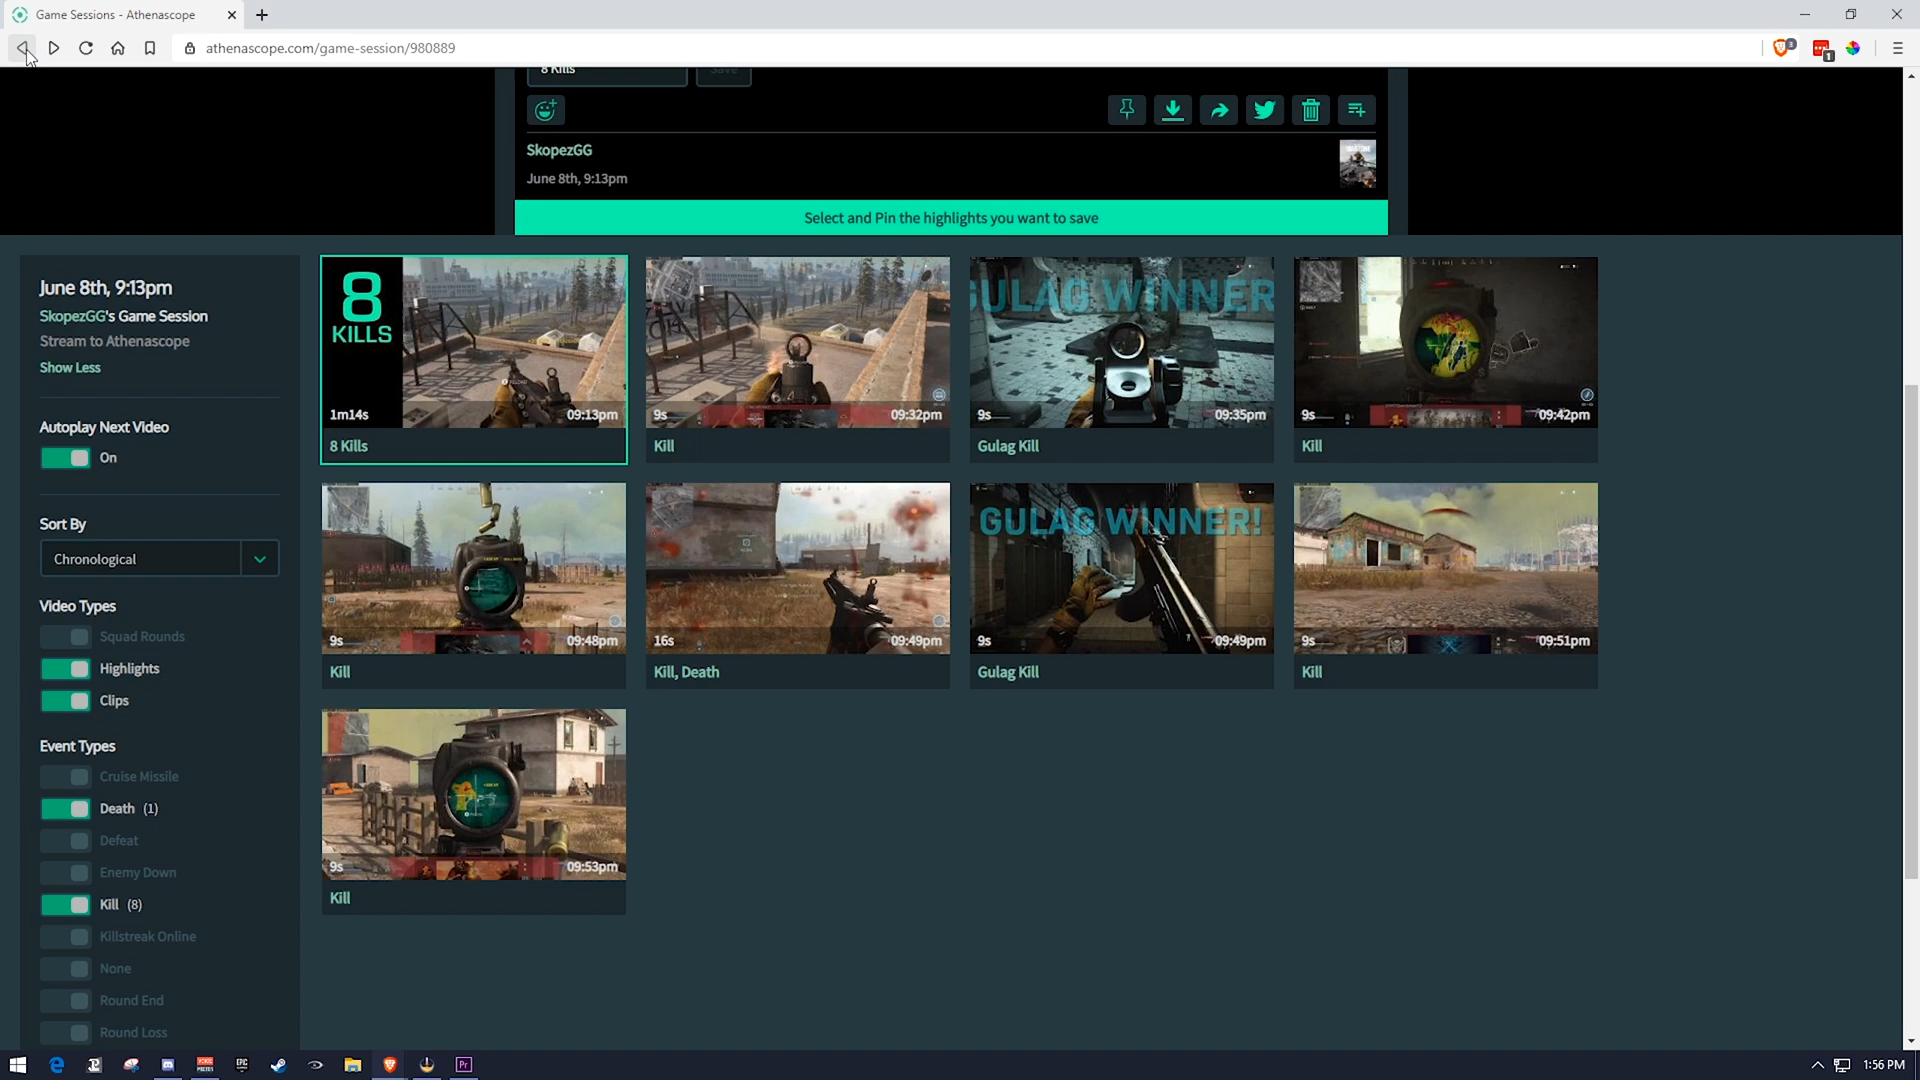 Game Sessions - Athenascope
athenascope.com/game-session/980889
8 Kills
Save
SkopezGG
June 8th, 9:13pm
Select and Pin the highlights you want to save
June 8th, 9:13pm
SkopezGG's Game Session
Stream to Athenascope
Show Less
Autoplay Next Video
On
Sort By
Chronological
Video Types
Squad Rounds
Highlights
Clips
Event Types
Cruise Missile
Death (1)
Defeat
Enemy Down
Kill (8)
Killstreak Online
None
Round End
Round Loss
8
KILLS
1m14s
09:13pm
8 Kills
9s
09:32pm
Kill
GULAG WINNER
9s
09:35pm
Gulag Kill
9s
09:42pm
Kill
9s
09:48pm
Kill
16s
09:49pm
Kill, Death
GULAG WINNER!
9s
09:49pm
Gulag Kill
9s
09:51pm
Kill
9s
09:53pm
Kill
EPIC
Pr
1:56 PM